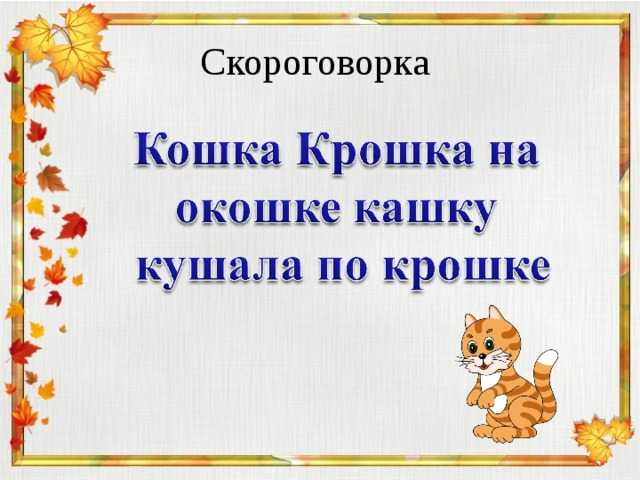 Скороговорка
Кошка Крошка на
окошке кашку
кушала по крошке